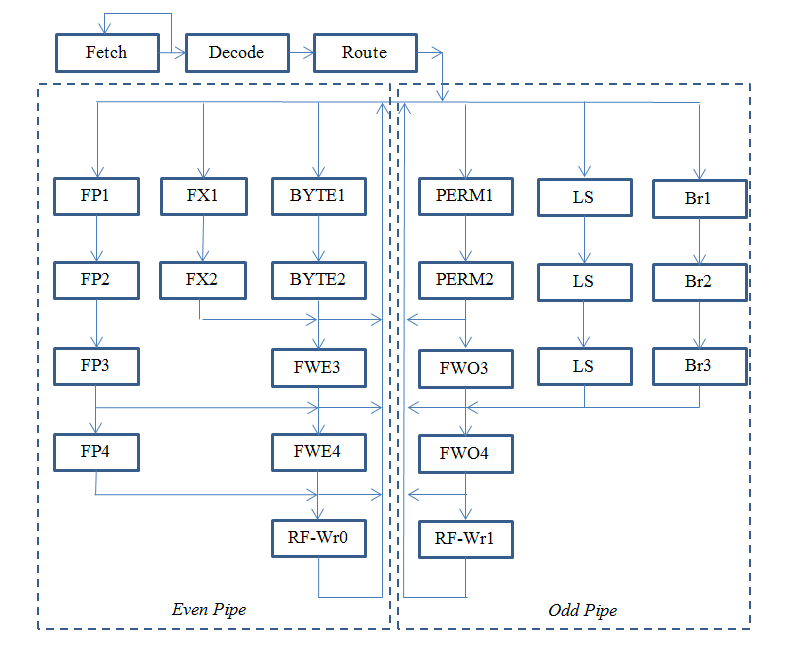 Fetch
Decode
Route
FP1
FX1
BYTE1
PERM1
LS
Br1
FP2
FX2
BYTE2
PERM2
LS
Br2
FP3
FWE3
FWO3
LS
Br3
FP4
FWE4
FWO4
RF-Wr0
RF-Wr1
Even Pipe
Odd Pipe